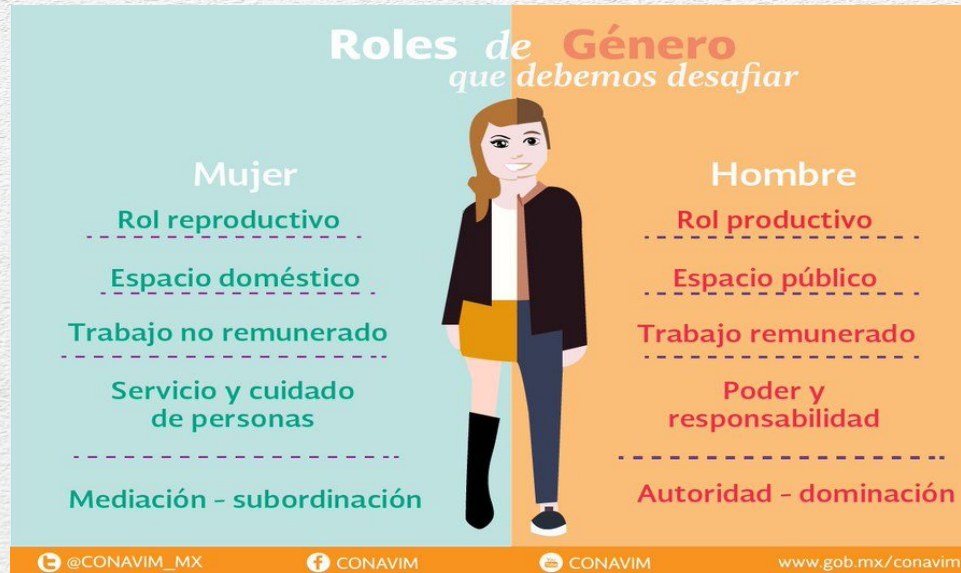 Roles de Género
que debemos desafiar
Mujer
Rol reproductivo
Espacio doméstico
Trabajo no remunerado
Servicio y cuidado
de personas
Mediación - subordinación
Hombre
Rol productivo
Espacio público
Trabajo remunerado
Poder y
responsabilidad
Autoridad - dominación
@CONAVIM_MX
CONAVIM
CONAVIM
www.gob.mx/conavim